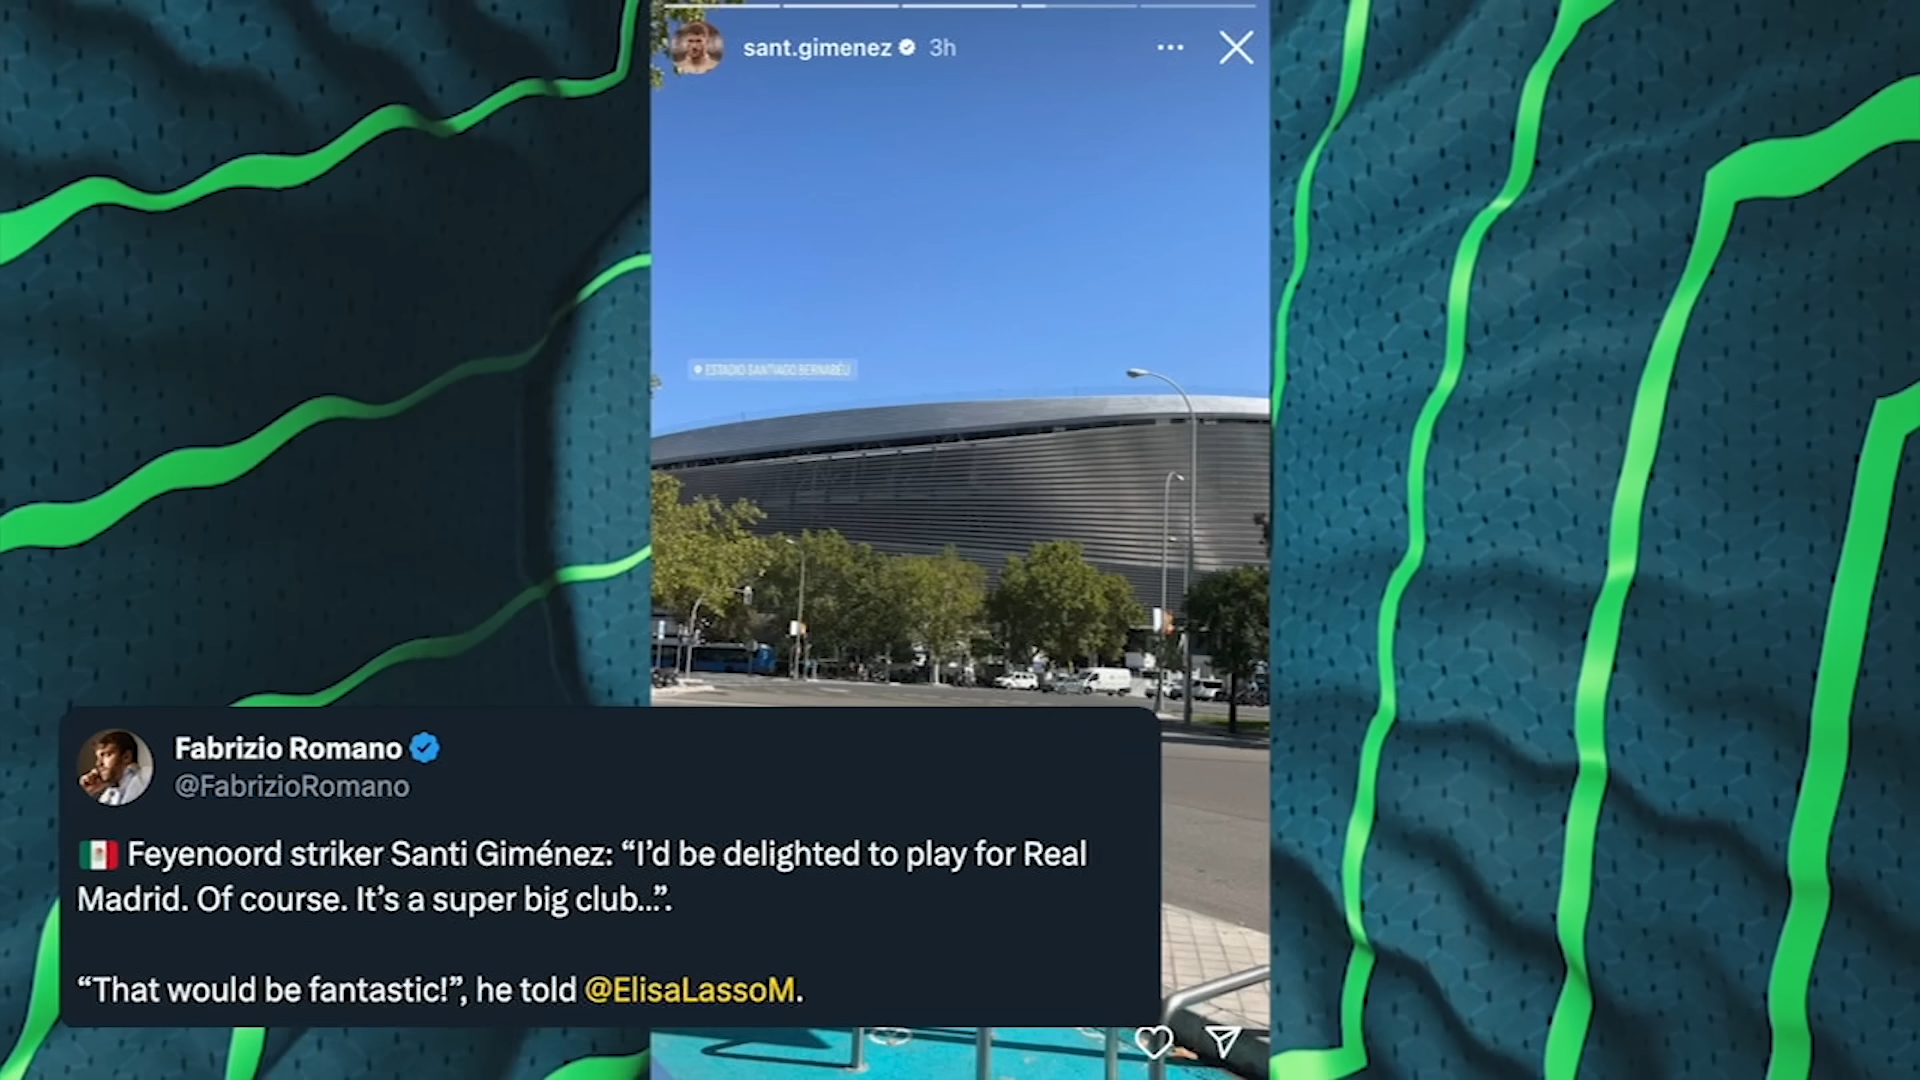 sant.gimenez 3h
ESTADIO SANTIAGO BERNABÉU
Fabrizio Romano
@FabrizioRomano
🇲🇽 Feyenoord striker Santi Giménez: “I’d be delighted to play for Real
Madrid. Of course. It’s a super big club...”.
“That would be fantastic!”, he told @ElisaLassoM.